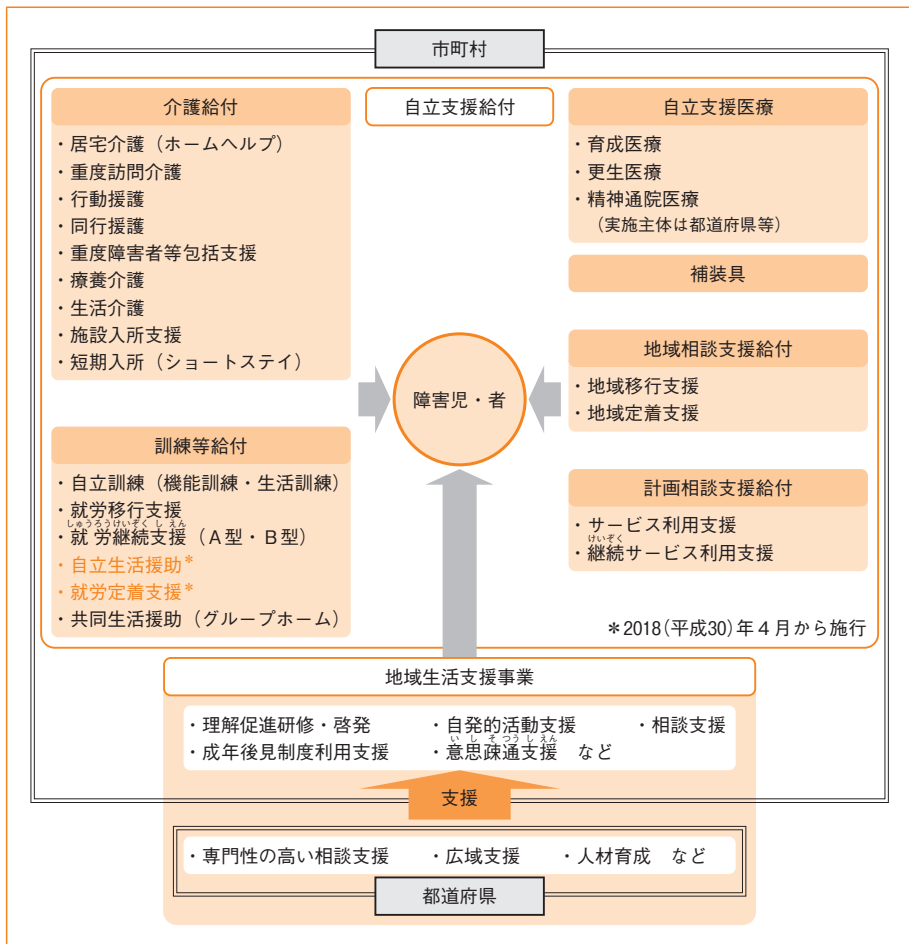 市町村
自立支援給付
介護給付
・居宅介護（ホームヘルプ）
・重度訪問介護
・行動援護
・同行援護
・重度障害者等包括支援
・療養介護
・生活介護
・施設入所支援
・短期入所（ショートステイ）
訓練等給付
・自立訓練（機能訓練・生活訓練）
・就労移行支援
しゅうろうけいぞくしえん
・就労継続支援（Ａ型・Ｂ型）
・自立生活援助＊
・就労定着支援＊
・共同生活援助（グループホーム）
障害児・者
自立支援医療
・育成医療
・更生医療
・精神通院医療
（実施主体は都道府県等）
補装具
地域相談支援給付
・地域移行支援
・地域定着支援
計画相談支援給付
・サービス利用支援
けいぞく
・継続サービス利用支援
＊2018（平成30）年４月から施行
地域生活支援事業
・理解促進研修・啓発　・自発的活動支援　・相談支援
いしそつうしえん
・成年後見制度利用支援　・意思疎通支援　など
支援
・専門性の高い相談支援　・広域支援　・人材育成　など
都道府県